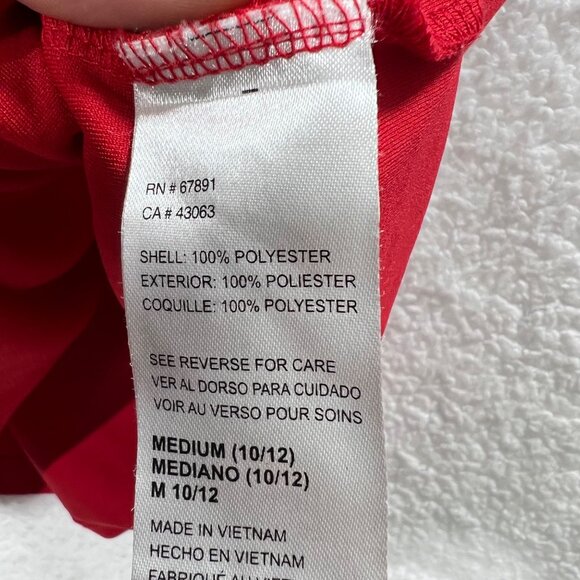 RN # 67891
CA # 43063
SHELL: 100% POLYESTER
EXTERIOR: 100% POLIESTER
COQUILLE: 100% POLYESTER
SEE REVERSE FOR CARE
VER AL DORSO PARA CUIDADO
VOIR AU VERSO POUR SOINS
MEDIUM (10/12)
MEDIANO (10/12)
M 10/12
MADE IN VIETNAM
HECHO EN VIETNAM
FABRIQUÉ AU